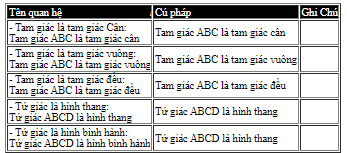 Tên quan hệ Cú pháp Ghi Chú
- Tam giác là tam giác Cân:
Tam giác ABC là tam giác cân
Tam giác ABC là tam giác cân
- Tam giác là tam giác vuông:
Tam giác ABC là tam giác vuông
Tam giác ABC là tam giác vuông
- Tam giác là tam giác đều:
Tam giác ABC là tam giác đều
Tam giác ABC là tam giác đều
- Tứ giác là hình thang:
Tứ giác ABCD là hình thang
Tứ giác ABCD là hình thang
- Tứ giác là hình bình hành:
Tứ giác ABCD là hình bình hành
Tứ giác ABCD là hình thang